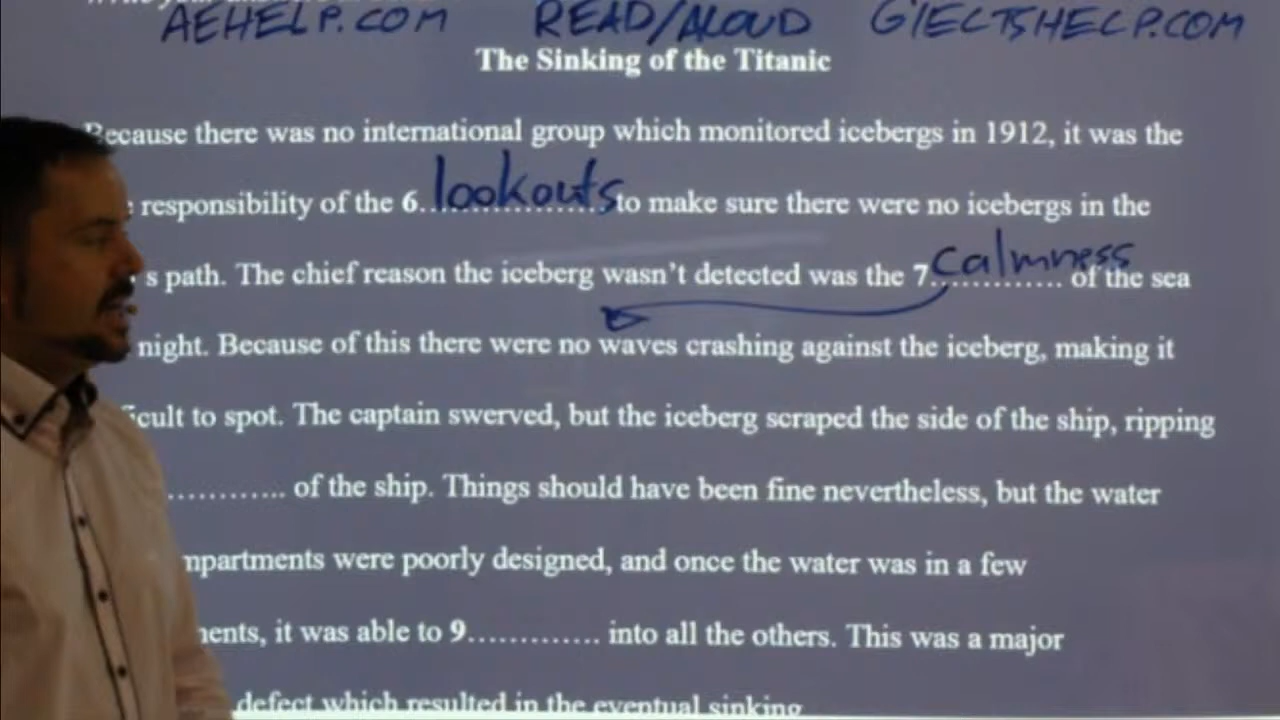 AEHELP.COM READ/ALOUD GIELTSHELP.COM
The Sinking of the Titanic
Because there was no international group which monitored icebergs in 1912, it was the
responsibility of the 6. lookouts to make sure there were no icebergs in the
s path. The chief reason the iceberg wasn't detected was the 7. calmness of the sea
night. Because of this there were no waves crashing against the iceberg, making it
icult to spot. The captain swerved, but the iceberg scraped the side of the ship, ripping
............ of the ship. Things should have been fine nevertheless, but the water
mpartments were poorly designed, and once the water was in a few
ents, it was able to 9............. into all the others. This was a major
defect which resulted in the eventual sinking